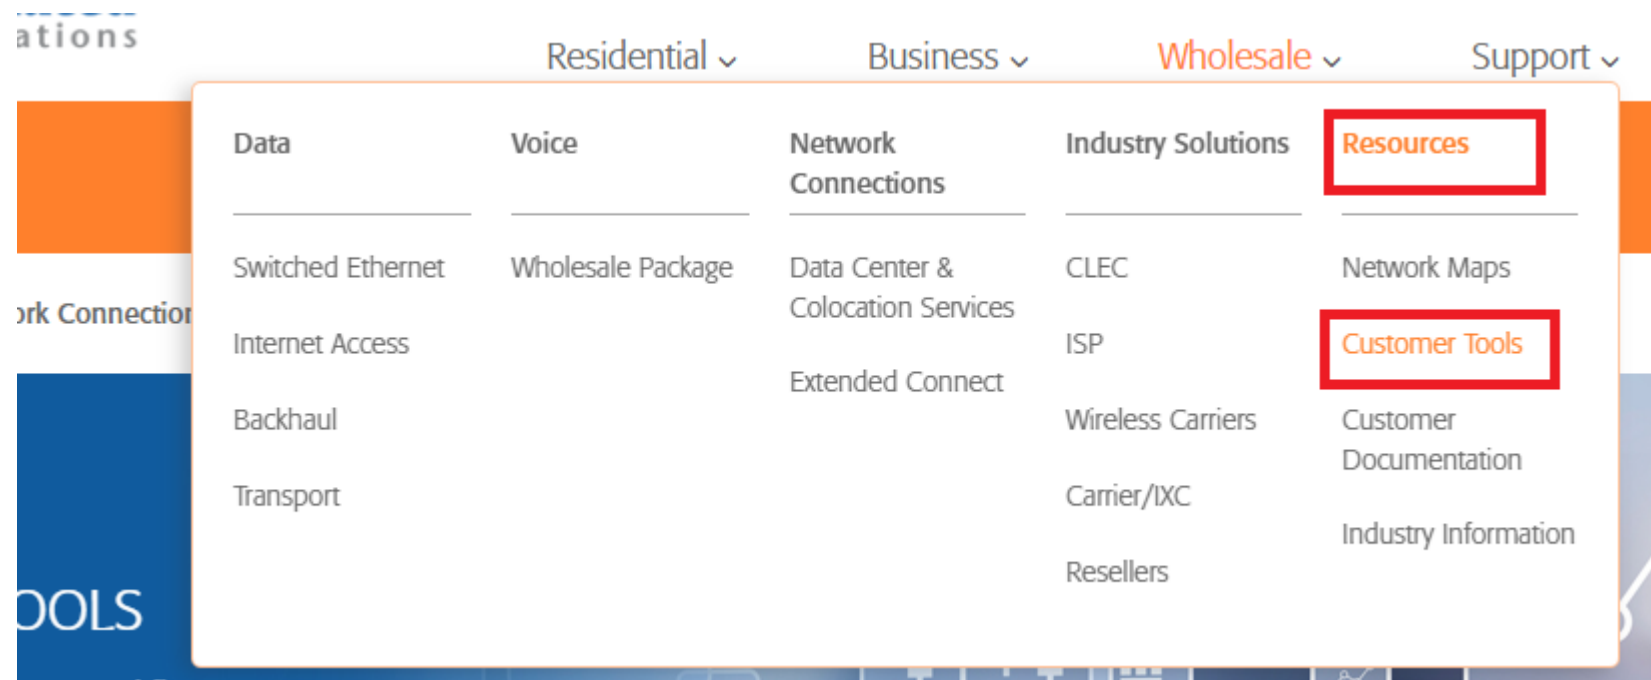 ations
Residential
Business
Wholesale
Support
Data
Voice
Network
Connections
Industry Solutions
Resources
Switched Ethernet
Internet Access
Backhaul
Transport
Wholesale Package
Data Center &
Colocation Services
Extended Connect
CLEC
ISP
Wireless Carriers
Carrier/IXC
Resellers
Network Maps
Customer Tools
Customer
Documentation
Industry Information
ork Connection
OOLS